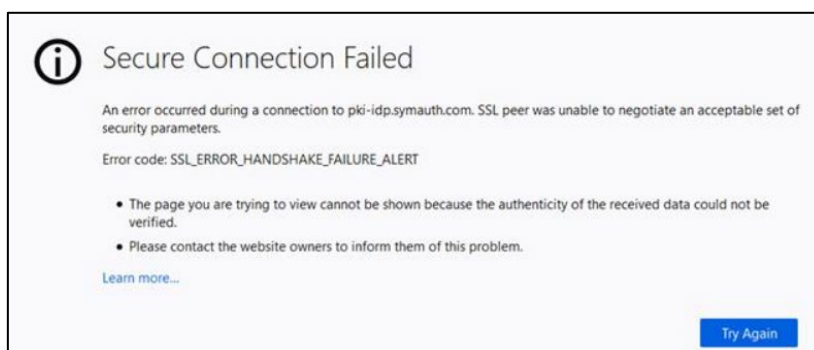 Secure Connection Failed
An error occurred during a connection to pki-idp.symauth.com. SSL peer was unable to negotiate an acceptable set of
security parameters.
Error code: SSL_ERROR_HANDSHAKE_FAILURE_ALERT
• The page you are trying to view cannot be shown because the authenticity of the received data could not be
verified.
• Please contact the website owners to inform them of this problem.
Learn more...
Try Again